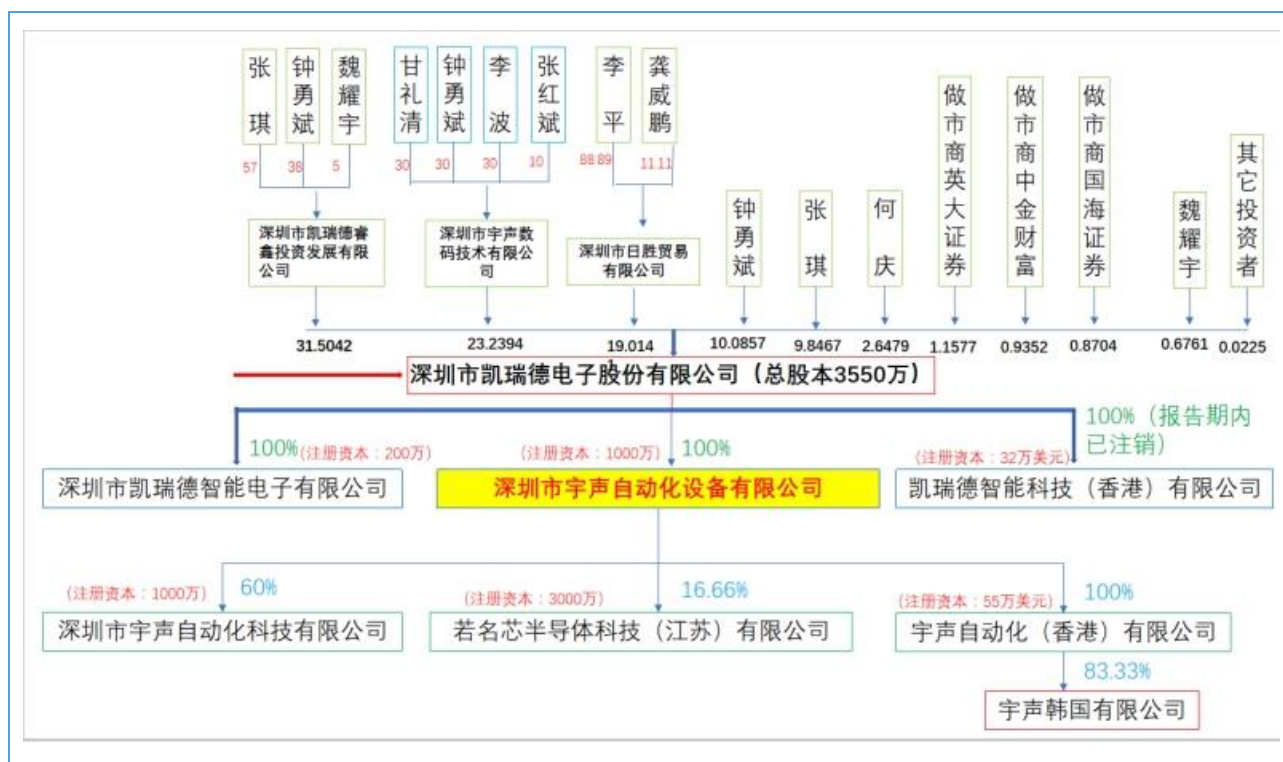 张琪
钟勇斌
魏耀宇
甘礼清
钟勇斌
李波
张红斌
李平
龚威鹏
做市商英大证券
做市商中金财富
做市商国海证券
其它投资者
57
38
5
30
30
30
10
88.89
11.11
钟勇斌
张琪
何庆
魏耀宇
深圳市凯瑞德睿
鑫投资发展有限
公司
深圳市宇声数
码技术有限公
司
深圳市日胜贸易
有限公司
31.5042
23.2394
19.014
1
10.0857
9.8467
2.6479
1.1577
0.9352
0.8704
0.6761
0.0225
深圳市凯瑞德电子股份有限公司（总股本3550万）
100%
(注册资本：200万)
(注册资本：1000万)
100%
100%（报告期内
已注销）
(注册资本：32万美元)
深圳市凯瑞德智能电子有限公司
深圳市宇声自动化设备有限公司
凯瑞德智能科技（香港）有限公司
(注册资本：1000万)
60%
(注册资本：3000万)
16.66%
(注册资本：55万美元)
100%
深圳市宇声自动化科技有限公司
若名芯半导体科技（江苏）有限公司
宇声自动化（香港）有限公司
83.33%
宇声韩国有限公司